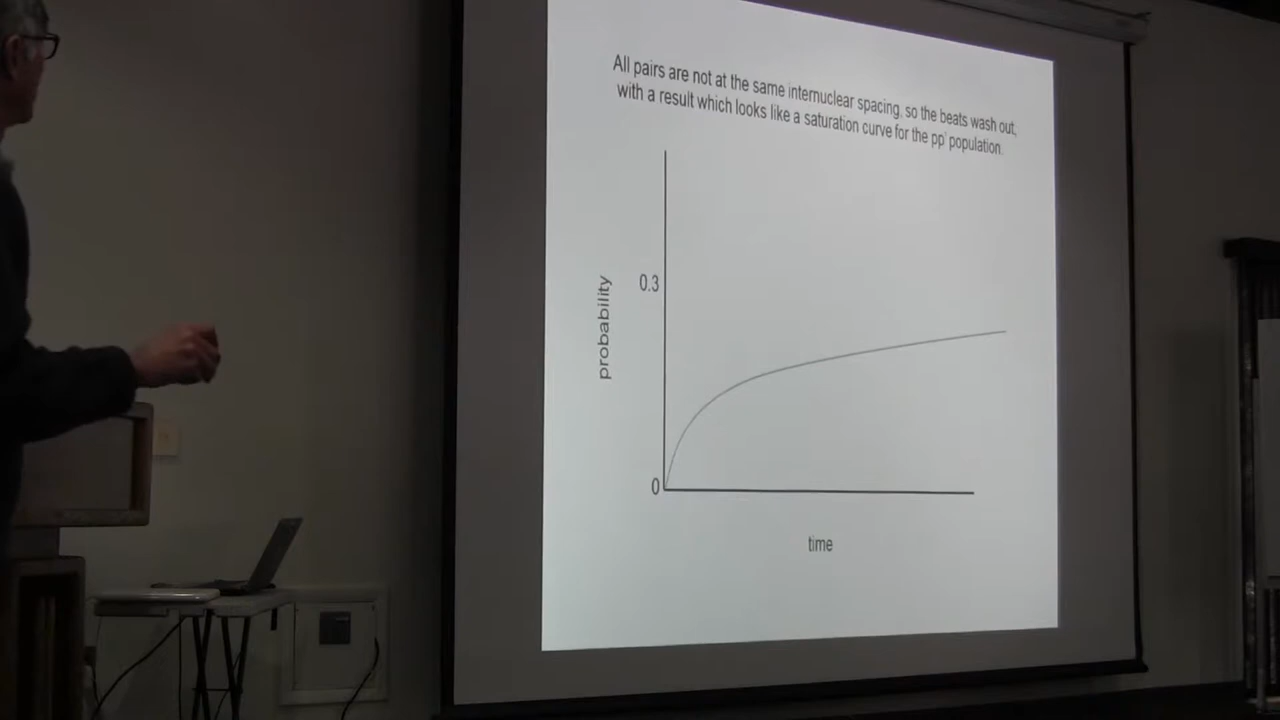 All pairs are not at the same internuclear spacing, so the beats wash out,
with a result which looks like a saturation curve for the pp' population.
0.3
probability
0
time